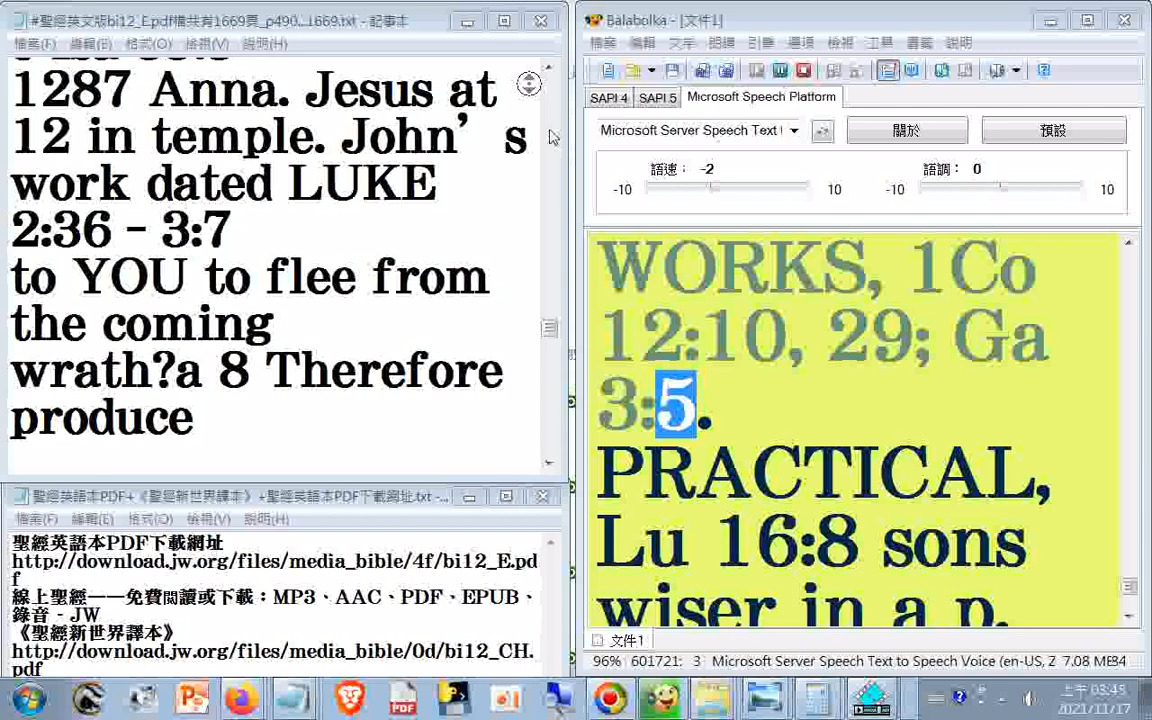 #聖經英文版bi12_E.pdf檔共有1669頁_p490...1669.txt - 記事本
檔案(F) 編輯(E) 格式(O) 檢視(V) 說明(H)
1287 Anna. Jesus at
12 in temple. John’s
work dated LUKE
2:36 – 3:7
to YOU to flee from
the coming
wrath?a 8 Therefore
produce
聖經英語本PDF+《聖經新世界譯本》+聖經英語本PDF下載網址.txt - ...
檔案(F) 編輯(E) 格式(O) 檢視(V) 說明(H)
聖經英語本PDF下載網址
http://download.jw.org/files/media_bible/4f/bi12_E.pd
f
線上聖經——免費閱讀或下載：MP3、AAC、PDF、EPUB、
錄音 - JW
《聖經新世界譯本》
http://download.jw.org/files/media_bible/0d/bi12_CH.
pdf
Balabolka - [文件1]
檔案 編輯 文字 朗讀 引擎 選項 檢視 工具 書籤 說明
SAPI 4 SAPI 5 Microsoft Speech Platform
Microsoft Server Speech Text
關於 預設
語速： -2 語調： 0
-10 10 -10 10
WORKS, 1Co
12:10, 29; Ga
3:5.
PRACTICAL,
Lu 16:8 sons
wiser in a p.
文件1
96% 601721: 3 Microsoft Server Speech Text to Speech Voice (en-US, Z 7.08 MB
上午 03:45
2021/11/17